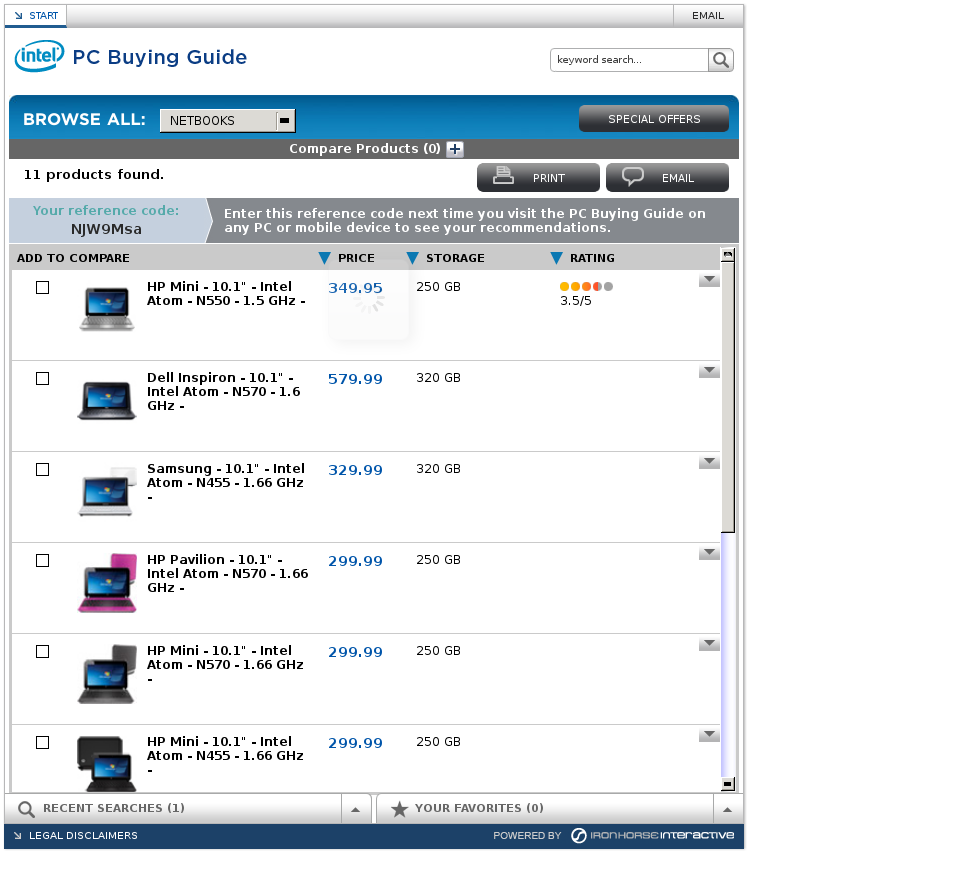 START
EMAIL
intel PC Buying Guide
keyword search...
BROWSE ALL: NETBOOKS
SPECIAL OFFERS
Compare Products (0)
11 products found.
PRINT
EMAIL
Your reference code:
NJW9Msa
Enter this reference code next time you visit the PC Buying Guide on
any PC or mobile device to see your recommendations.
ADD TO COMPARE PRICE STORAGE RATING
HP Mini - 10.1" - Intel
Atom - N550 - 1.5 GHz -
349.95
250 GB
3.5/5
Dell Inspiron - 10.1" -
Intel Atom - N570 - 1.6
GHz -
579.99
320 GB
Samsung - 10.1" - Intel
Atom - N455 - 1.66 GHz
-
329.99
320 GB
HP Pavilion - 10.1" -
Intel Atom - N570 - 1.66
GHz -
299.99
250 GB
HP Mini - 10.1" - Intel
Atom - N570 - 1.66 GHz
-
299.99
250 GB
HP Mini - 10.1" - Intel
Atom - N455 - 1.66 GHz
-
299.99
250 GB
RECENT SEARCHES (1)
YOUR FAVORITES (0)
LEGAL DISCLAIMERS
POWERED BY IRONHORSE INTERACTIVE